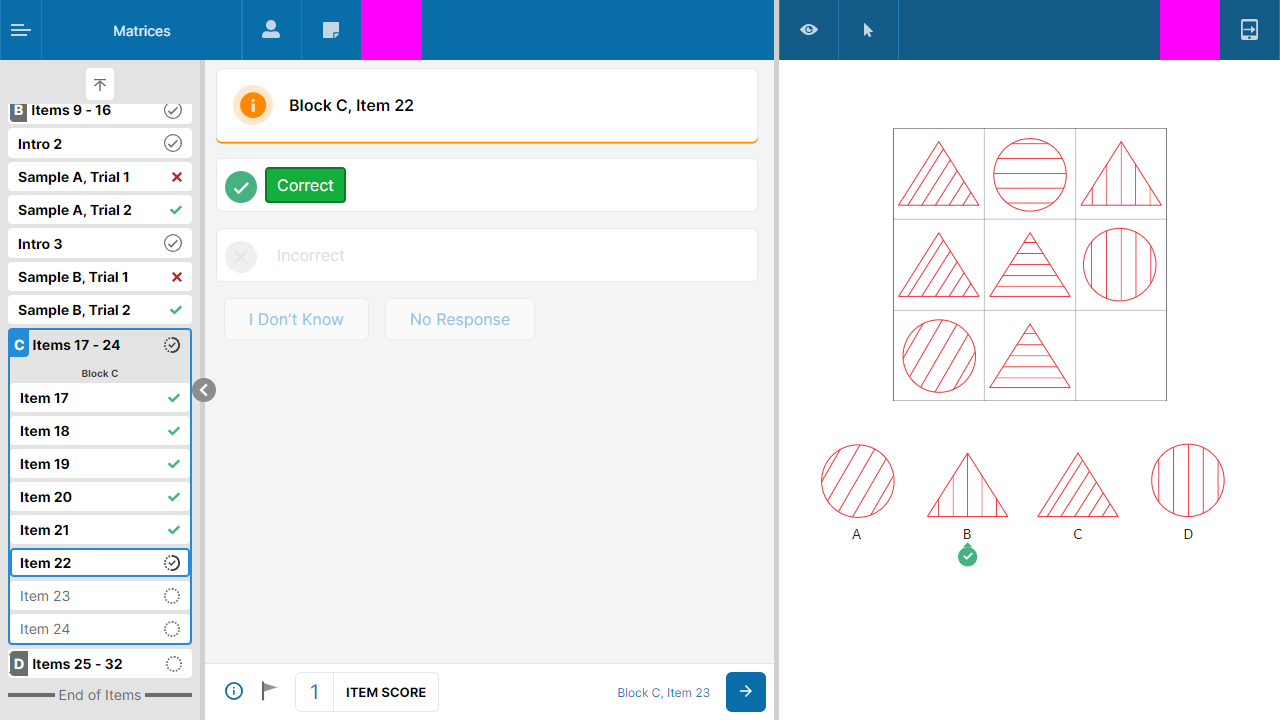 Matrices
B Items 9 - 16
Intro 2
Sample A, Trial 1
Sample A, Trial 2
Intro 3
Sample B, Trial 1
Sample B, Trial 2
C Items 17 - 24
Block C
Item 17
Item 18
Item 19
Item 20
Item 21
Item 22
Item 23
Item 24
D Items 25 - 32
End of Items
Block C, Item 22
Correct
Incorrect
I Don't Know
No Response
1 ITEM SCORE
Block C, Item 23
A B C D